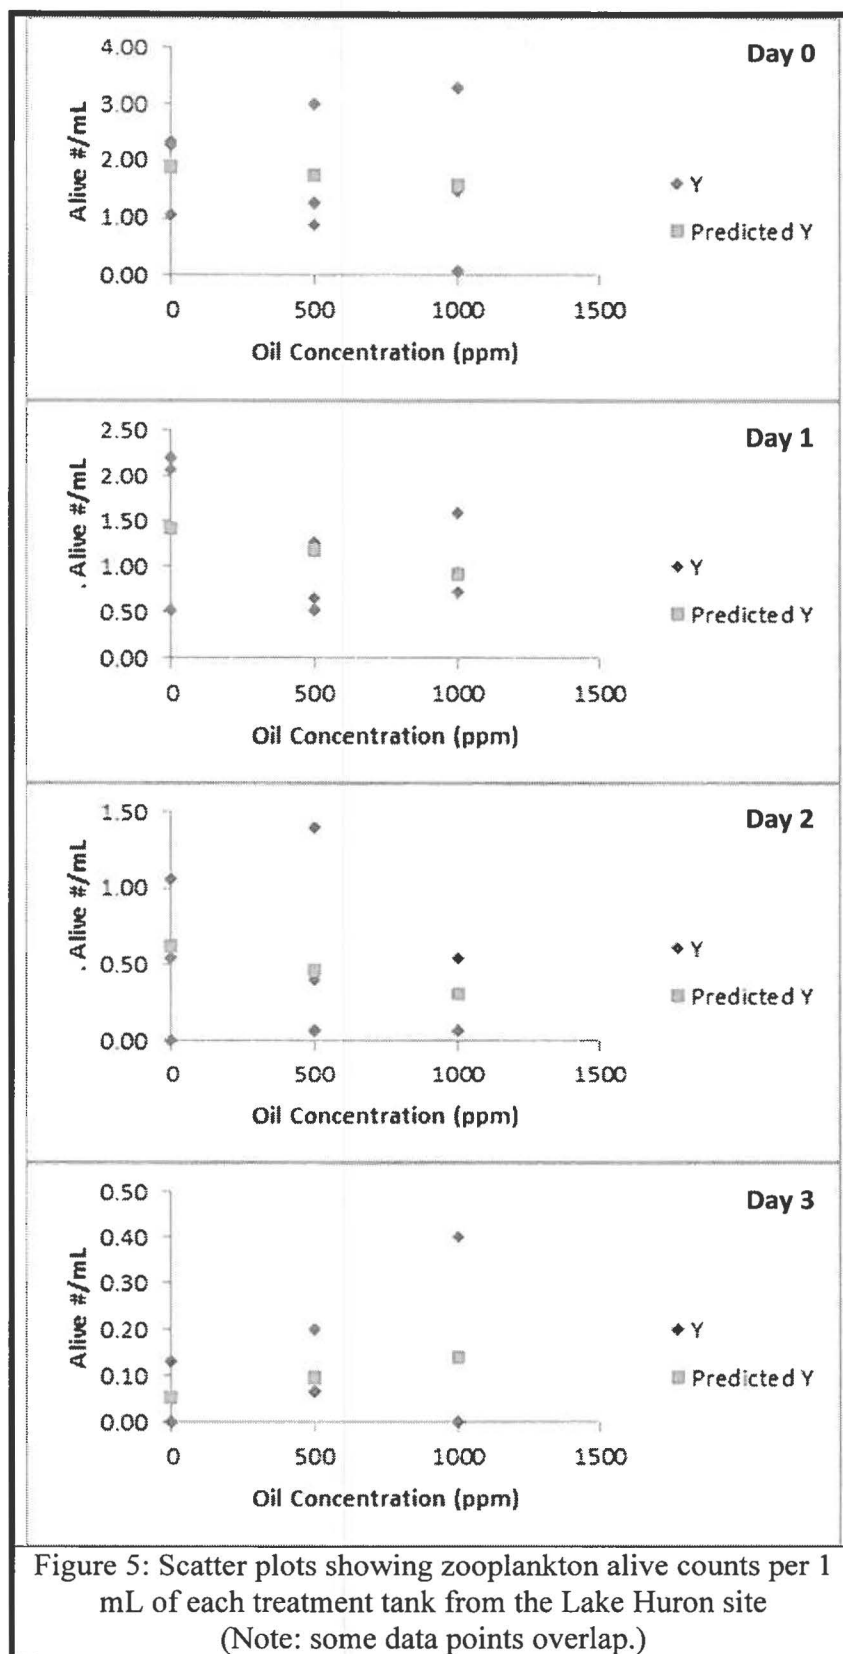 Day 0
4.00
3.00
2.00
1.00
0.00
Alive #/mL
0 500 1000 1500
Oil Concentration (ppm)
Y
Predicted Y
Day 1
2.50
2.00
1.50
1.00
0.50
0.00
. Alive #/mL
0 500 1000 1500
Oil Concentration (ppm)
Y
Predicted Y
Day 2
1.50
1.00
0.50
0.00
. Alive #/mL
0 500 1000 1500
Oil Concentration (ppm)
Y
Predicted Y
Day 3
0.50
0.40
0.30
0.20
0.10
0.00
Alive #/mL
0 500 1000 1500
Oil Concentration (ppm)
Y
Predicted Y
Figure 5: Scatter plots showing zooplankton alive counts per 1
mL of each treatment tank from the Lake Huron site
(Note: some data points overlap.)